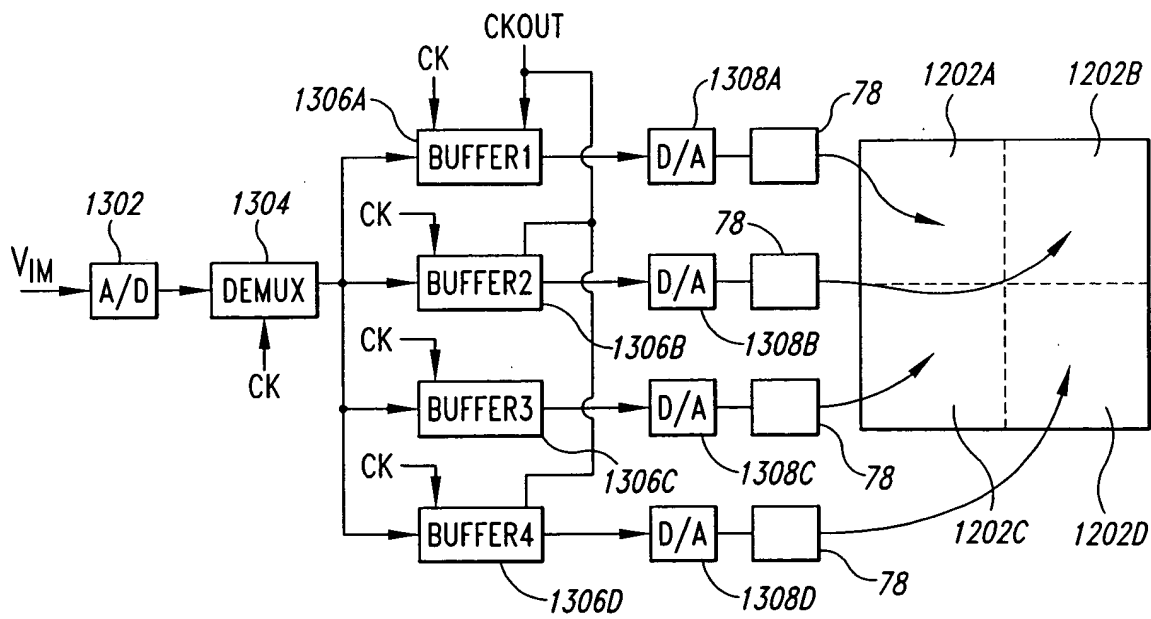 CKOUT
CK
1306A
1308A
78
1202A
1202B
BUFFER1
D/A
1302
1304
CK
78
VIM
A/D
DEMUX
BUFFER2
D/A
CK
1306B
1308B
CK
BUFFER3
D/A
CK
1306C
1308C
78
1202C
1202D
BUFFER4
D/A
1306D
1308D
78